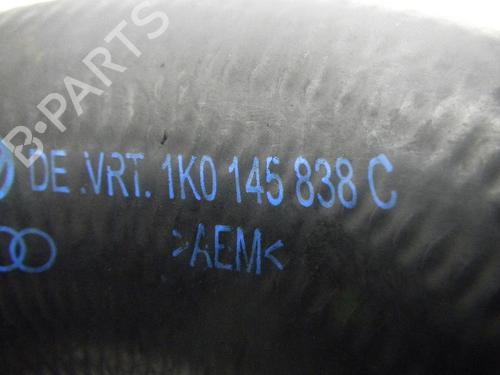 B-PARTS
DE .VRT. 1K0 145 838 C
>AEM<